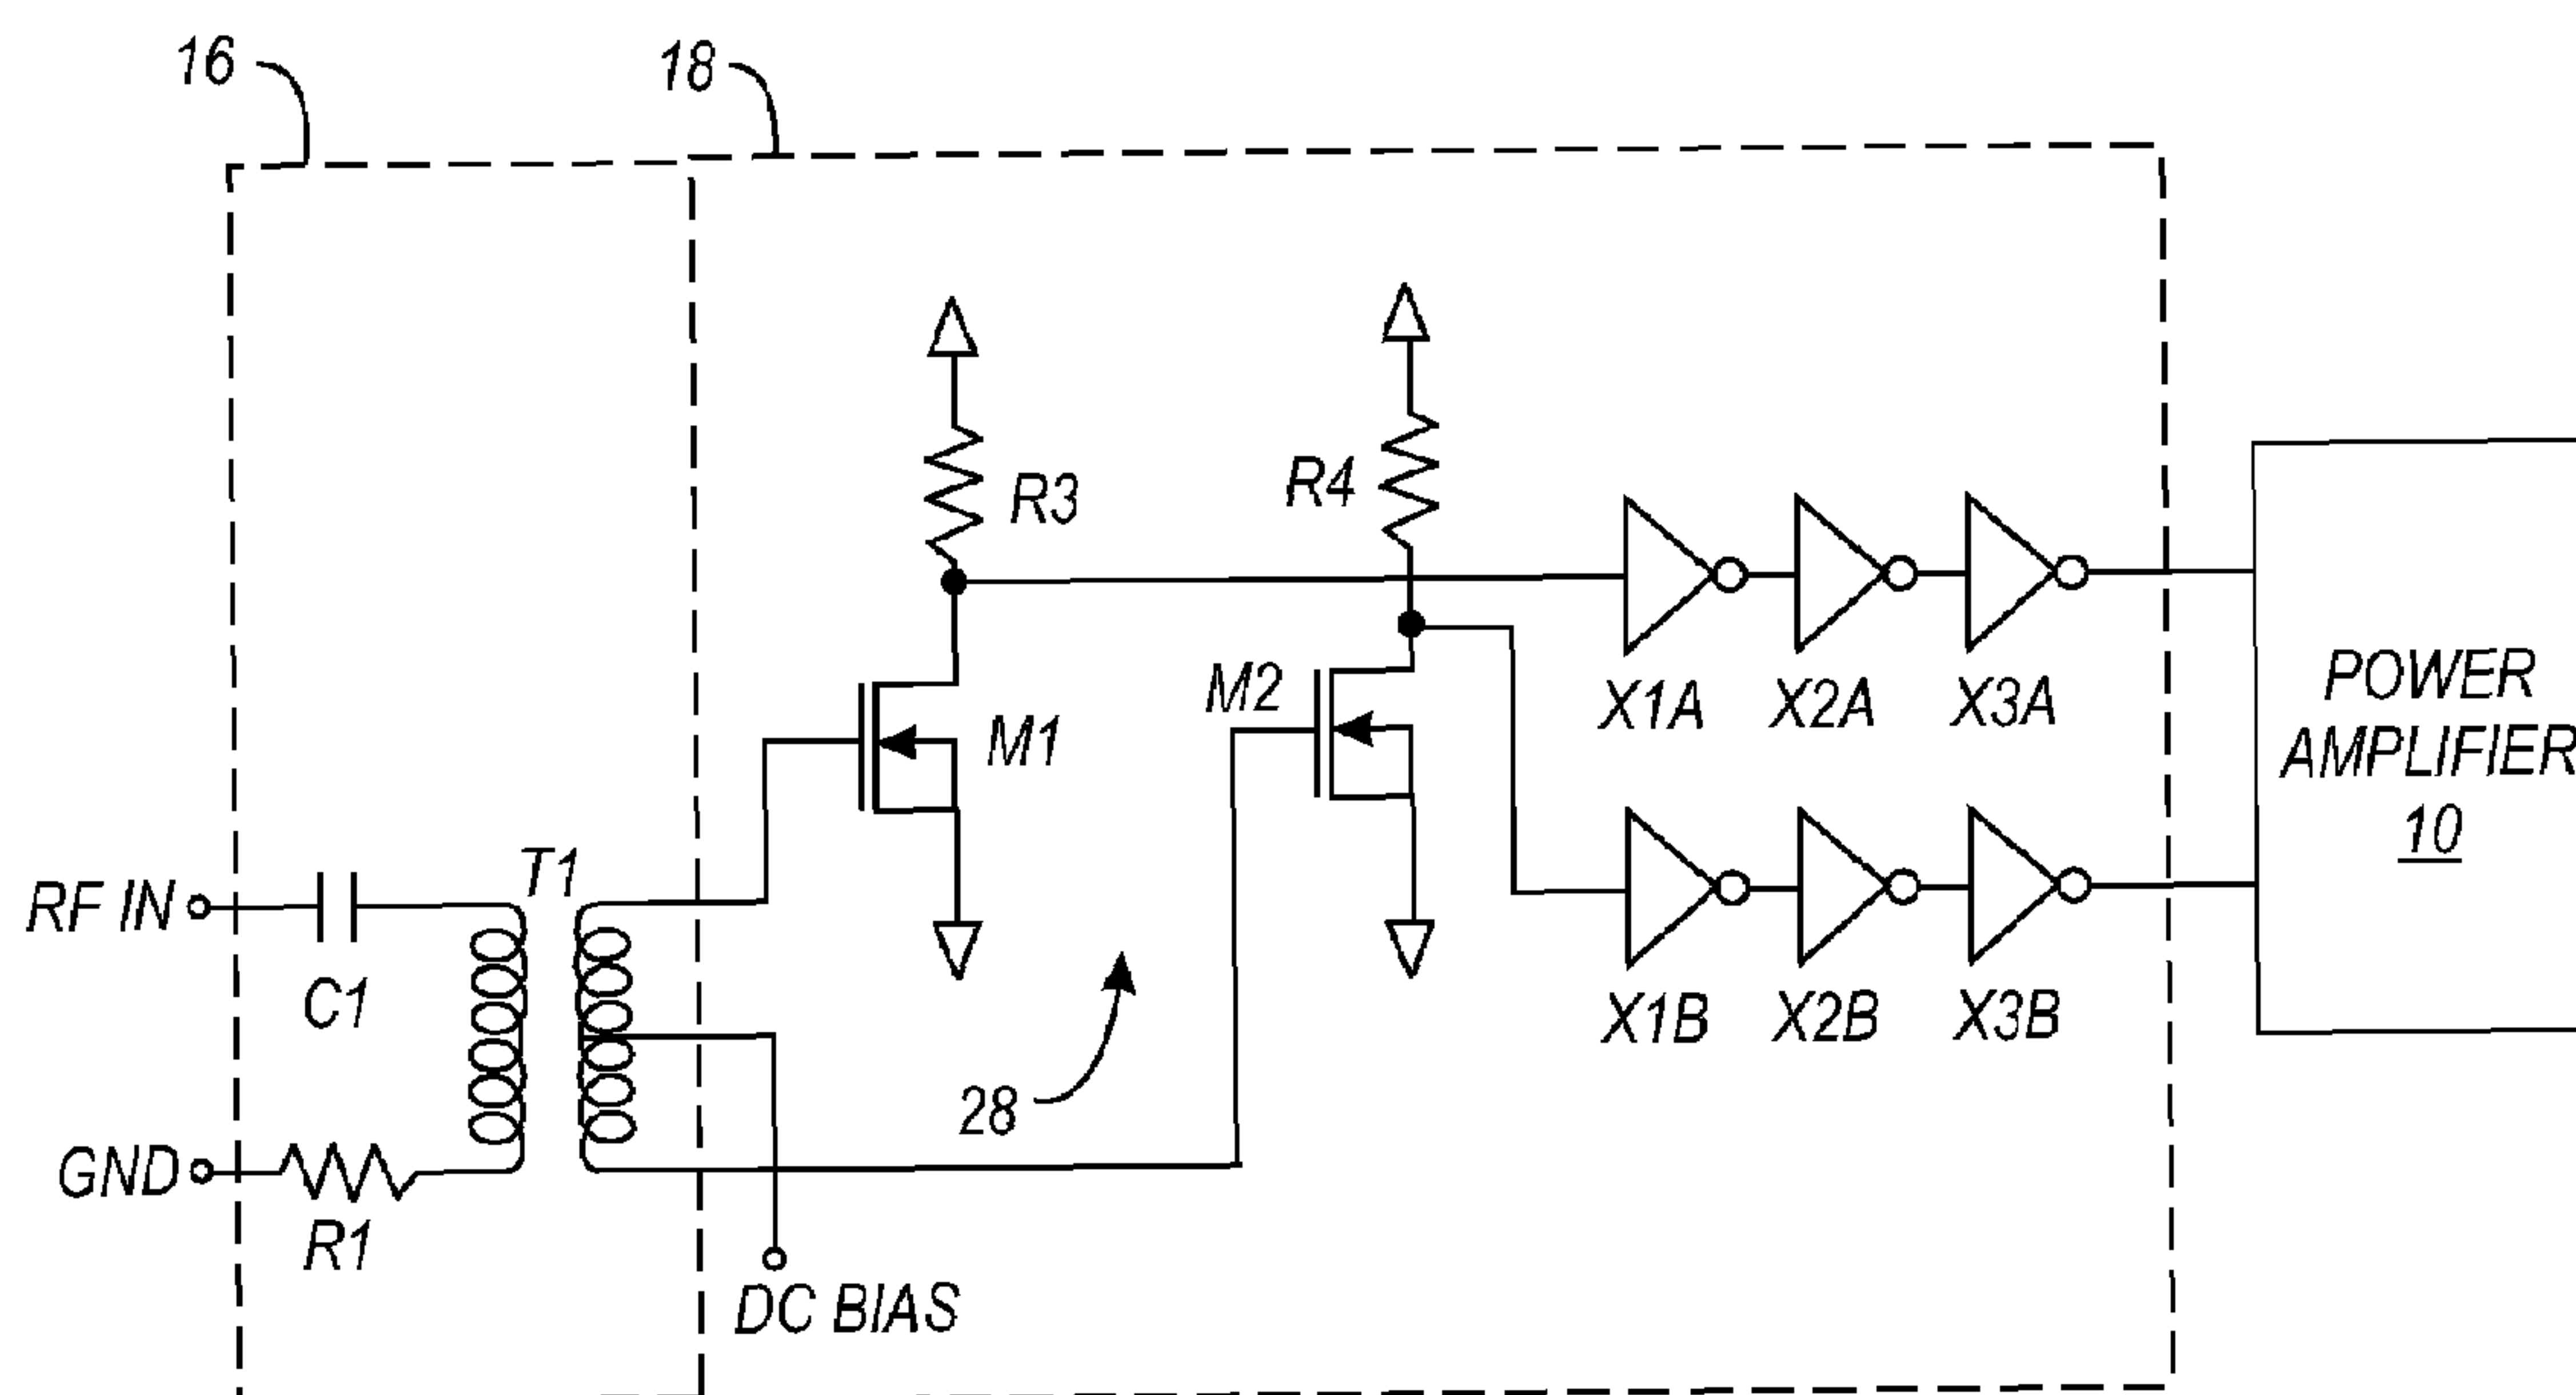 16
18
R3
R4
M1
M2
X1A
X2A
X3A
POWER
AMPLIFIER
10
RF IN
T1
C1
X1B
X2B
X3B
28
GND
R1
DC BIAS